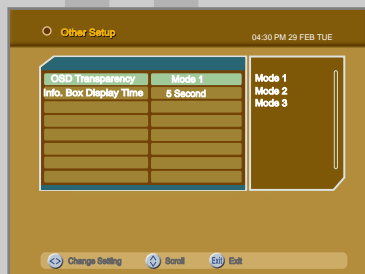 Other Setup
04:30 PM 29 FEB TUE
OSD Transparency Mode 1
Info. Box Display Time 5 Second
Mode 1
Mode 2
Mode 3
<> Change Setting Scroll Exit Exit